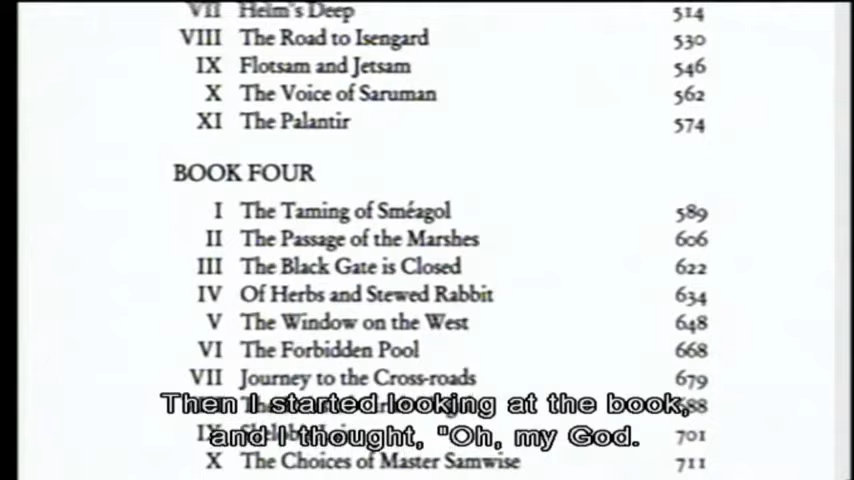 VII Helm's Deep 514
VIII The Road to Isengard 530
IX Flotsam and Jetsam 546
X The Voice of Saruman 562
XI The Palantir 574
BOOK FOUR
I The Taming of Sméagol 589
II The Passage of the Marshes 606
III The Black Gate is Closed 622
IV Of Herbs and Stewed Rabbit 634
V The Window on the West 648
VI The Forbidden Pool 668
VII Journey to the Cross-roads 679
Then I started looking at the book,
688
and I thought, "Oh, my God.
IX 701
X The Choices of Master Samwise 711